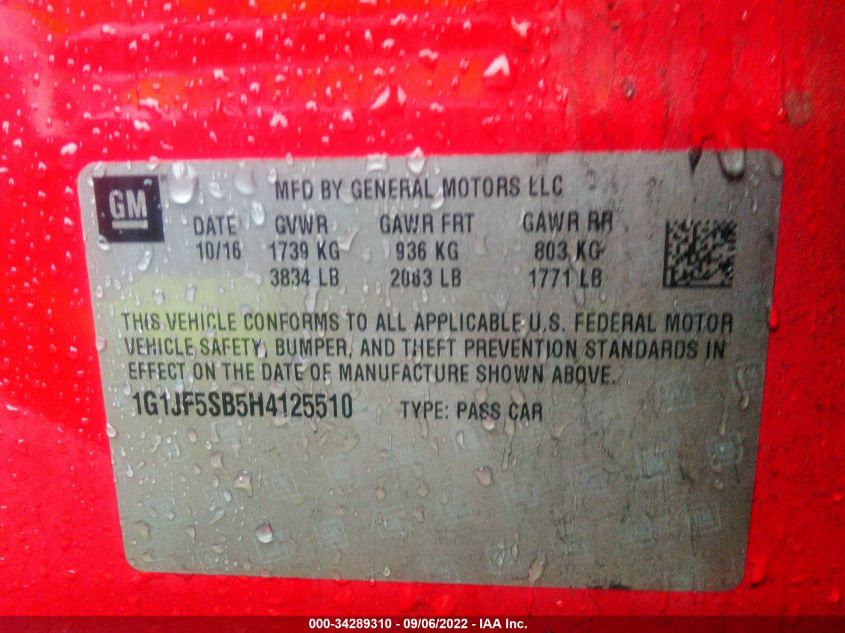 GM
MFD BY GENERAL MOTORS LLC
DATE GVWR GAWR FRT GAWR RR
10/16 1739 KG 936 KG 803 KG
3834 LB 2063 LB 1771 LB
THIS VEHICLE CONFORMS TO ALL APPLICABLE U.S. FEDERAL MOTOR
VEHICLE SAFETY, BUMPER, AND THEFT PREVENTION STANDARDS IN
EFFECT ON THE DATE OF MANUFACTURE SHOWN ABOVE.
1G1JF5SB5H4125510 TYPE: PASS CAR
000-34289310 - 09/06/2022 - IAA Inc.